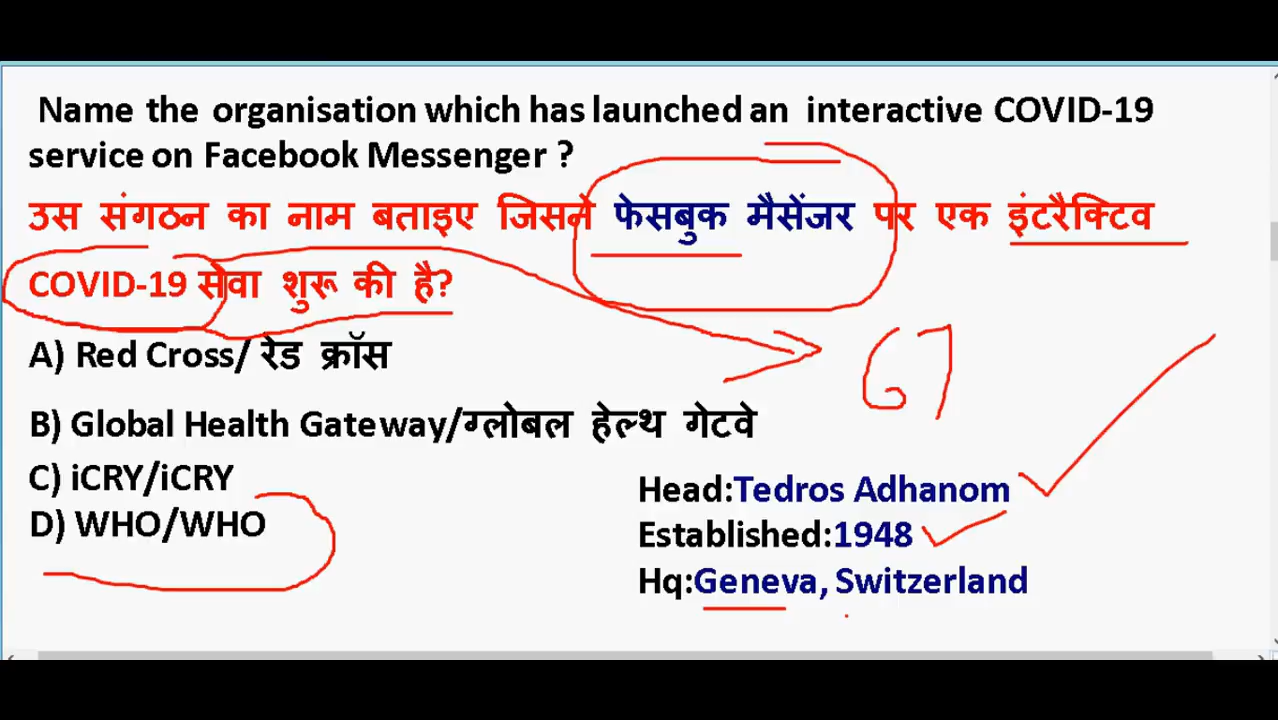 Name the organisation which has launched an interactive COVID-19
service on Facebook Messenger ?
उस संगठन का नाम बताइए जिसने फेसबुक मैसेंजर पर एक इंटरैक्टिव
COVID-19 सेवा शुरू की है?
A) Red Cross/ रेड क्रॉस
67
B) Global Health Gateway/ग्लोबल हेल्थ गेटवे
C) iCRY/iCRY
D) WHO/WHO
Head:Tedros Adhanom
Established:1948
Hq:Geneva, Switzerland